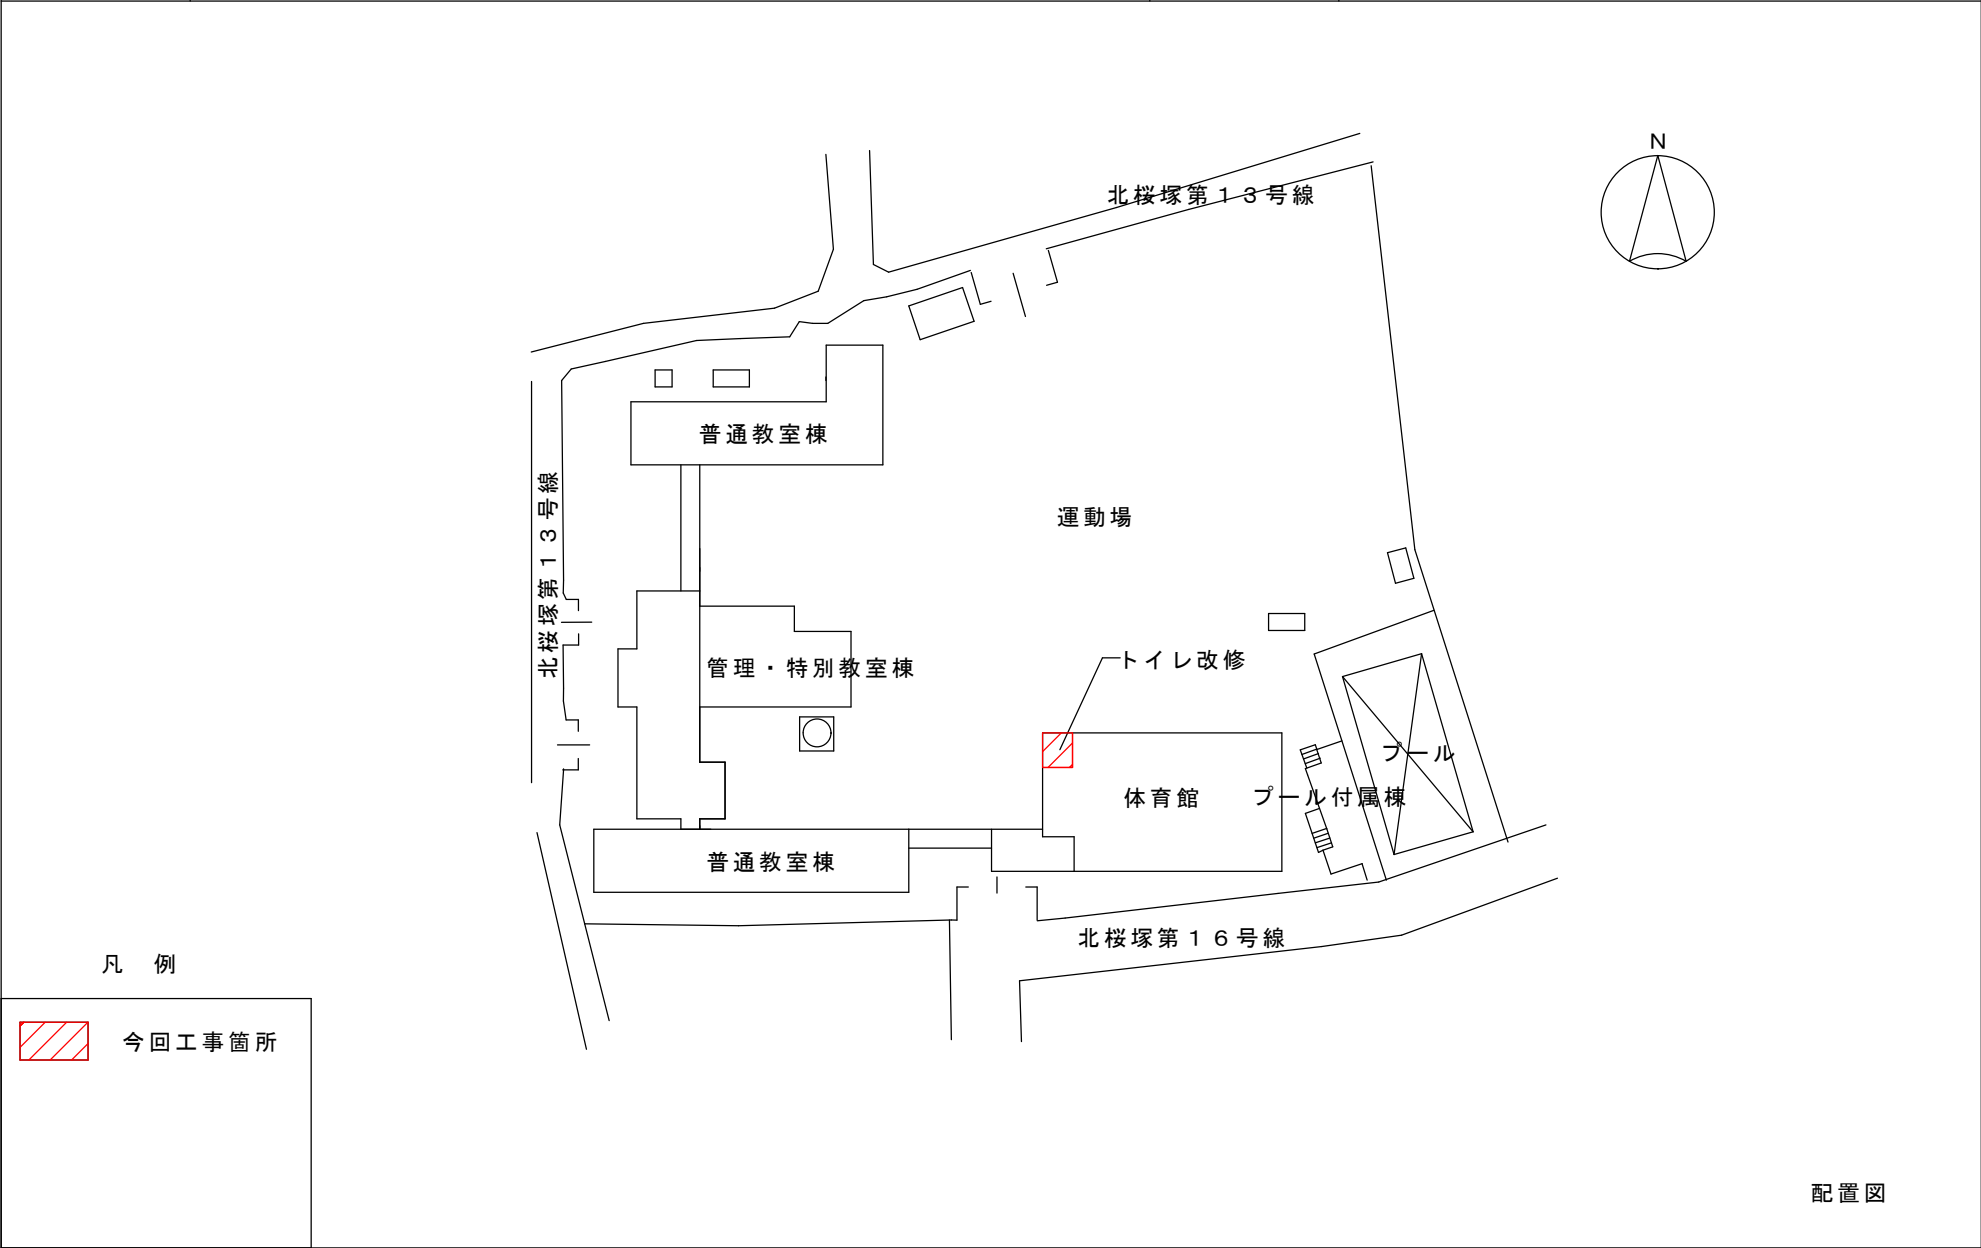 N
北桜塚第１３号線
普通教室棟
北桜塚第１３号線
運動場
トイレ改修
管理・特別教室棟
プール
体育館
プール付属棟
普通教室棟
北桜塚第１６号線
凡　例
今回工事箇所
配置図